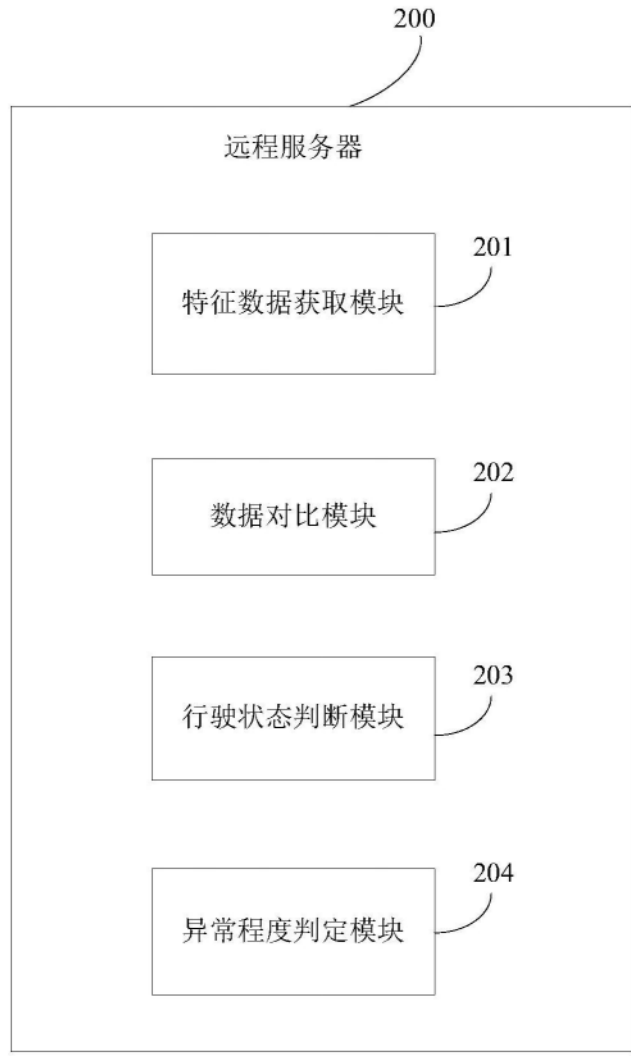 200
远程服务器
201
特征数据获取模块
202
数据对比模块
203
行驶状态判断模块
204
异常程度判定模块